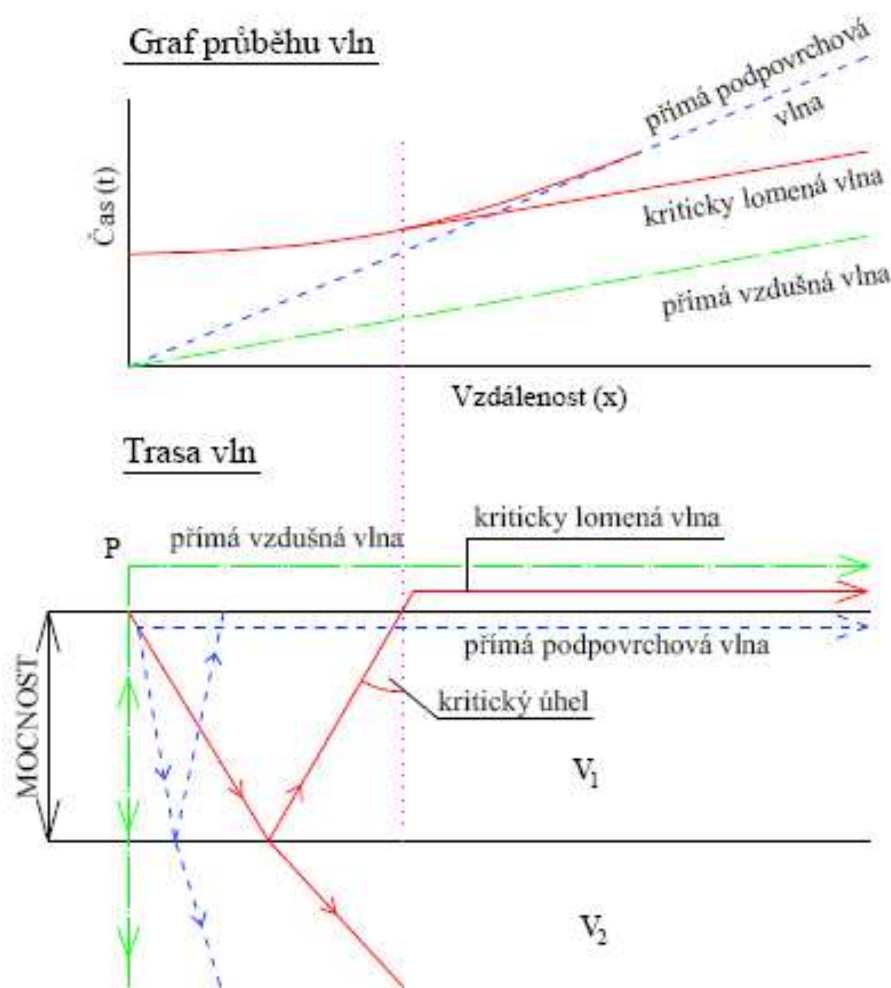 Graf průběhu vln
přímá podpovrchová
vlna
kriticky lomená vlna
přímá vzdušná vlna
Čas (t)
Vzdálenost (x)
Trasa vln
kriticky lomená vlna
P
přímá vzdušná vlna
přímá podpovrchová vlna
kritický úhel
MOCNOST
V₁
V₂